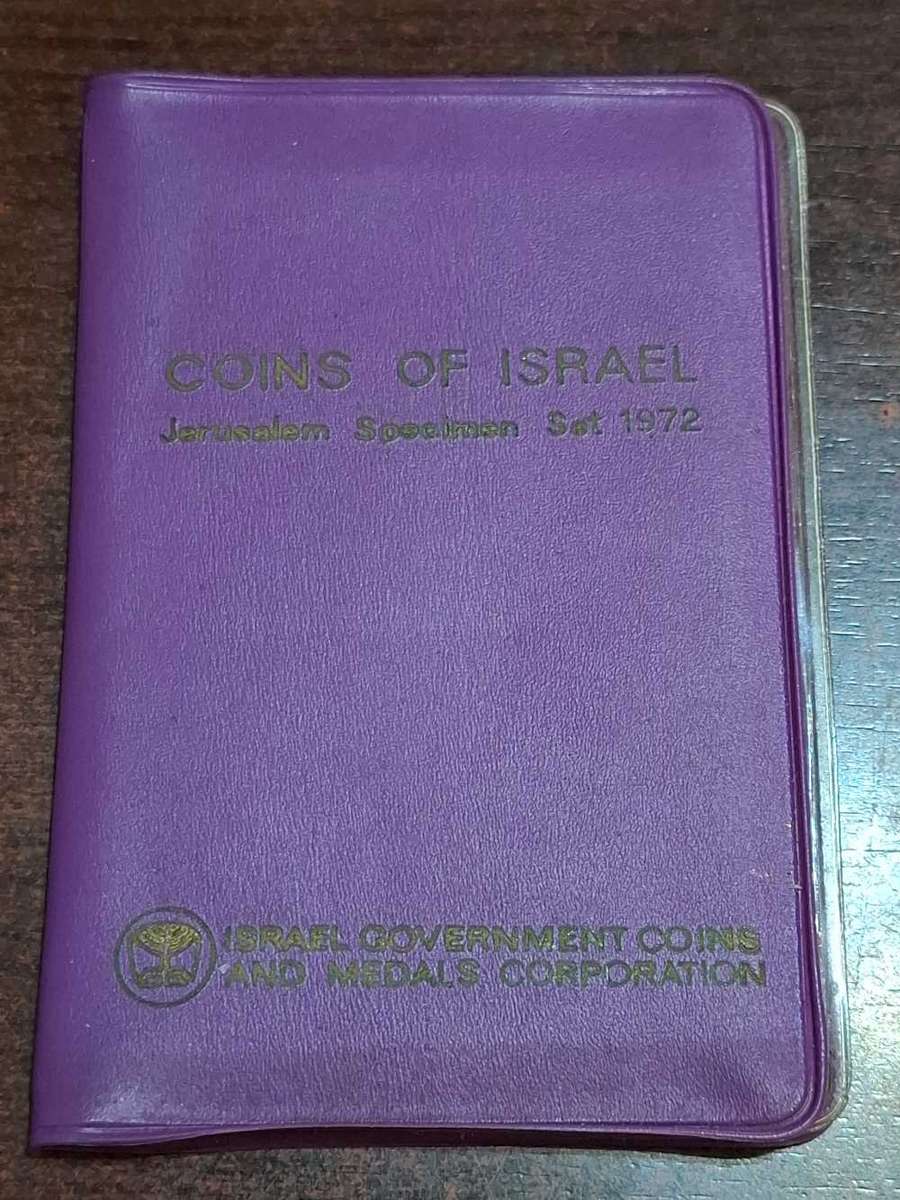 COINS OF ISRAEL
Jerusalem Specimen Set 1972
ISRAEL GOVERNMENT COINS
AND MEDALS CORPORATION